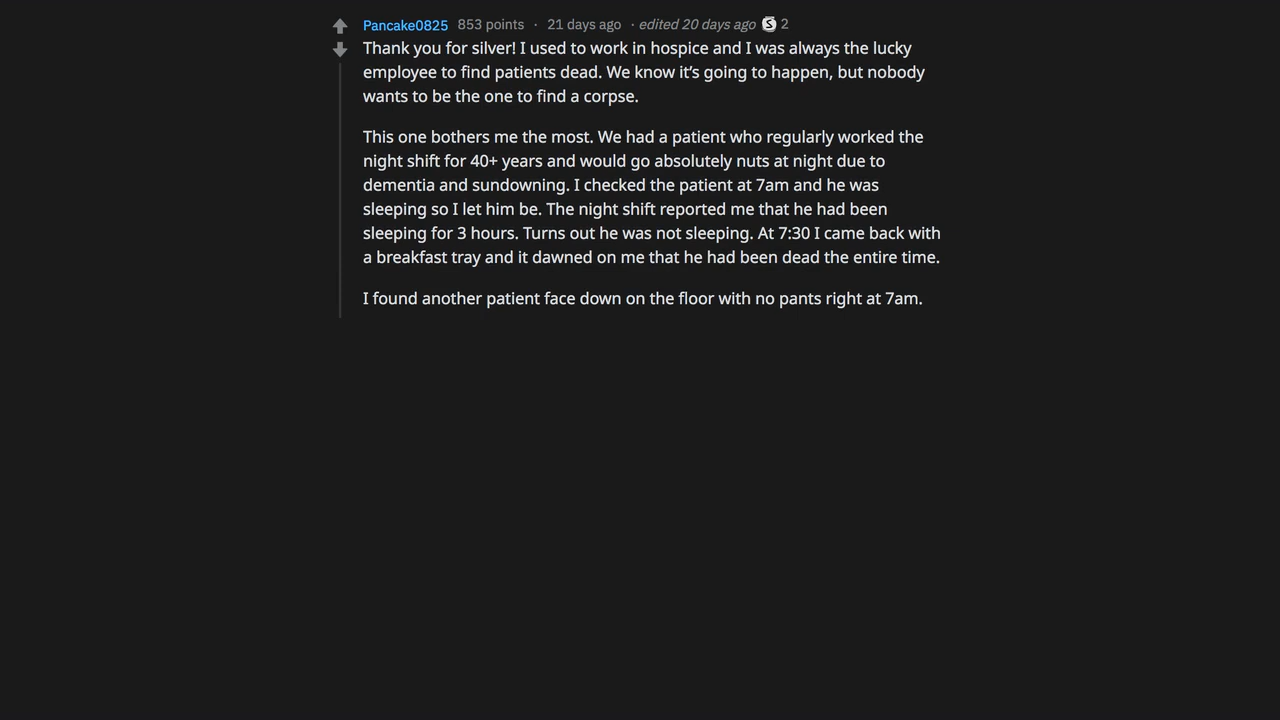 Pancake0825 853 points · 21 days ago · edited 20 days ago S 2
Thank you for silver! I used to work in hospice and I was always the lucky
employee to find patients dead. We know it’s going to happen, but nobody
wants to be the one to find a corpse.
This one bothers me the most. We had a patient who regularly worked the
night shift for 40+ years and would go absolutely nuts at night due to
dementia and sundowning. I checked the patient at 7am and he was
sleeping so I let him be. The night shift reported me that he had been
sleeping for 3 hours. Turns out he was not sleeping. At 7:30 I came back with
a breakfast tray and it dawned on me that he had been dead the entire time.
I found another patient face down on the floor with no pants right at 7am.